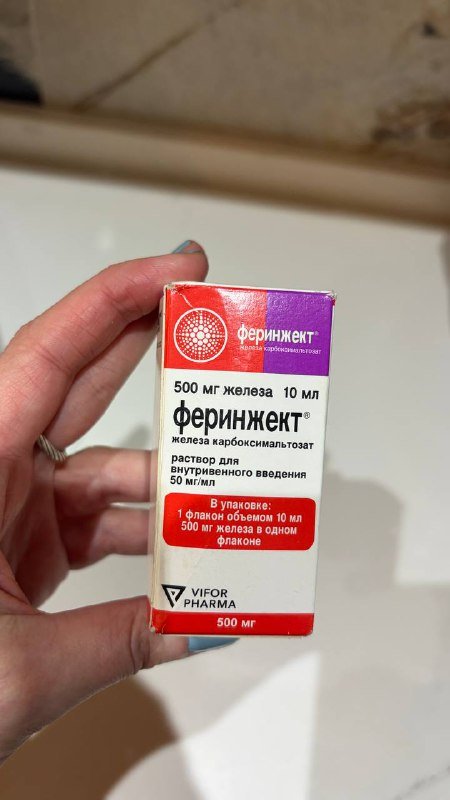 феринжект®
железа карбоксимальтозат
500 мг железа 10 мл
феринжект®
железа карбоксимальтозат
раствор для
внутривенного введения
50 мг/мл
В упаковке:
1 флакон объемом 10 мл
500 мг железа в одном
флаконе
VIFOR
PHARMA
500 мг